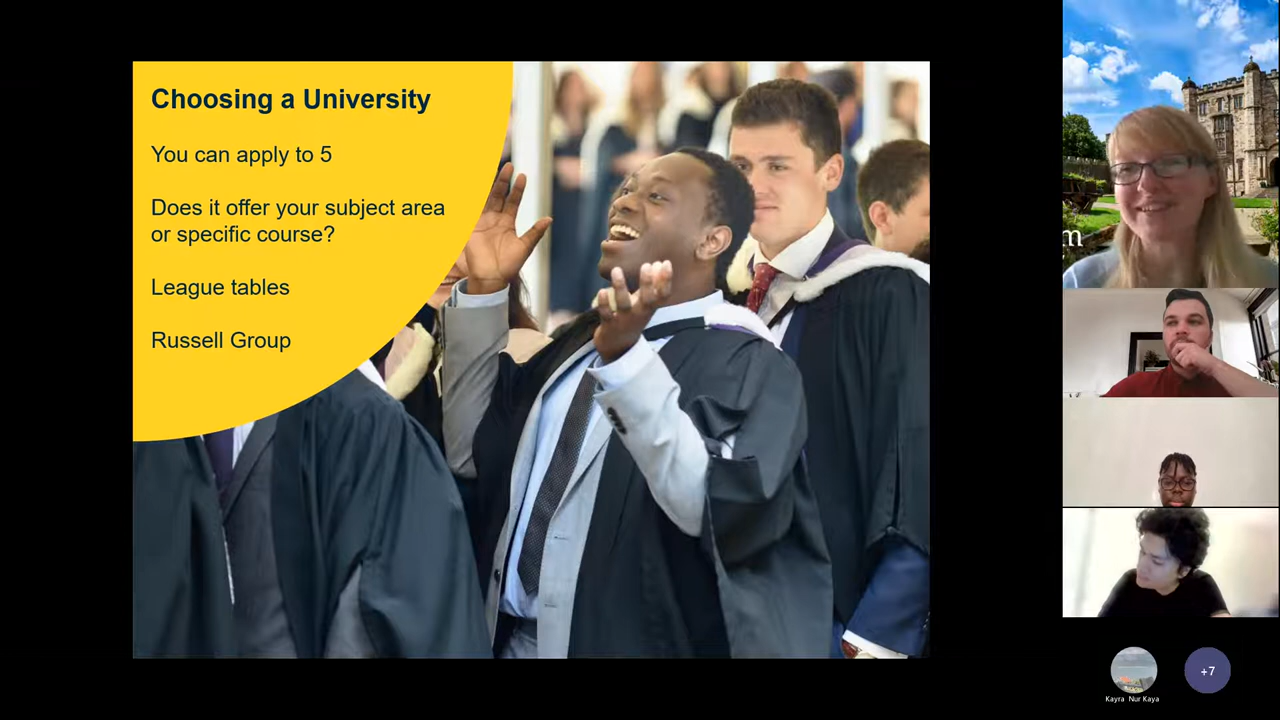 Choosing a University
You can apply to 5
Does it offer your subject area
or specific course?
League tables
Russell Group
m
Kayra Nur Kaya
+7